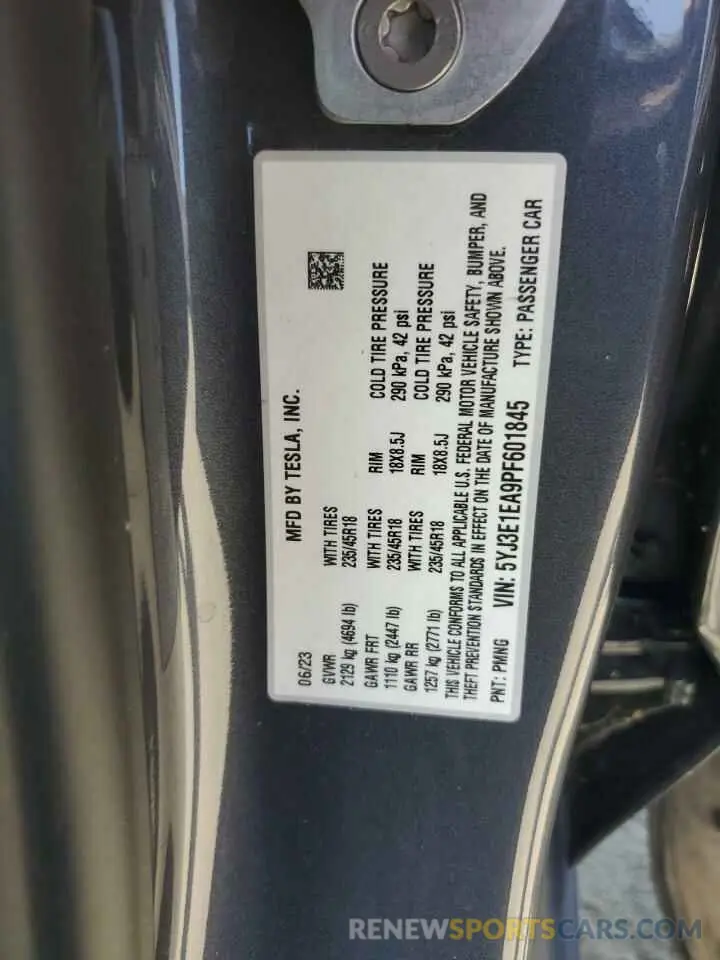 MFD BY TESLA, INC.
06/23
GVWR WITH TIRES
2129 kg (4694 lb) 235/45R18
GAWR FRT WITH TIRES RIM COLD TIRE PRESSURE
1110 kg (2447 lb) 235/45R18 18X8.5J 290 kPa, 42 psi
GAWR RR WITH TIRES RIM COLD TIRE PRESSURE
1257 kg (2771 lb) 235/45R18 18X8.5J 290 kPa, 42 psi
THIS VEHICLE CONFORMS TO ALL APPLICABLE U.S. FEDERAL MOTOR VEHICLE SAFETY, BUMPER, AND
THEFT PREVENTION STANDARDS IN EFFECT ON THE DATE OF MANUFACTURE SHOWN ABOVE.
PNT: PMNG VIN: 5YJ3E1EA9PF601845 TYPE: PASSENGER CAR
RENEWSPORTSCARS.COM